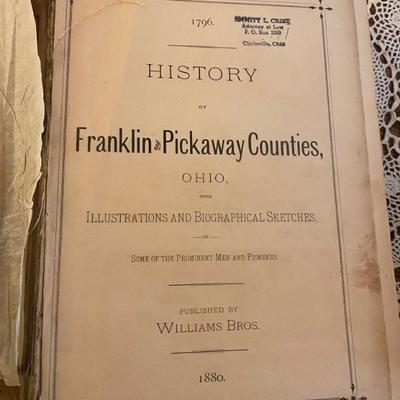 1796.
EMMITT L. CRIST
Attorney at Law
P. O. Box 352
Circleville, Ohio
HISTORY
OF
Franklin and Pickaway Counties,
OHIO,
WITH
ILLUSTRATIONS AND BIOGRAPHICAL SKETCHES,
OF
SOME OF THE PROMINENT MEN AND PIONEERS.
PUBLISHED BY
WILLIAMS BROS.
1880.